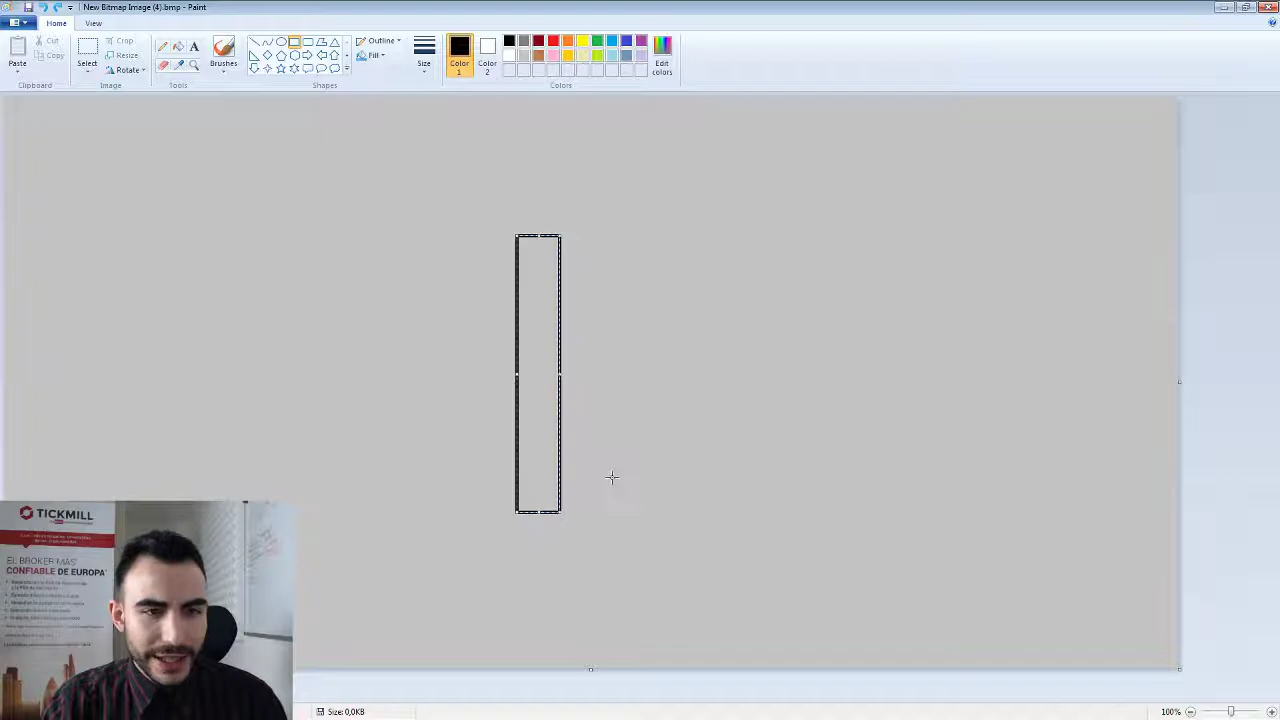 New Bitmap Image (4).bmp - Paint
Home
View
Paste
Cut
Copy
Clipboard
Select
Crop
Resize
Rotate
Image
A
Tools
Brushes
Shapes
Outline
Fill
Size
Color
1
Color
2
Edit
colors
Colors
TICKMILL
EL BROKER MÁS
CONFIABLE DE EUROPA*
Size: 0,0KB
100%